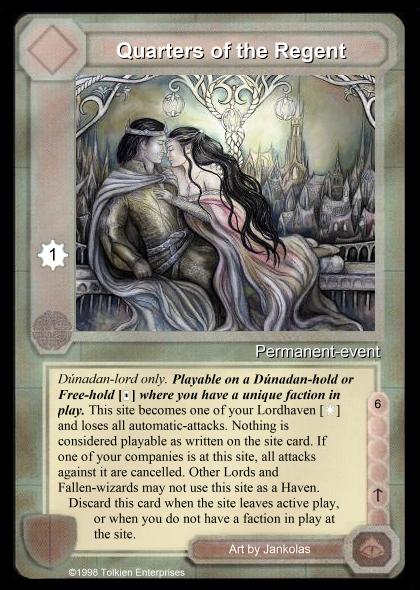 Quarters of the Regent
1
Permanent-event
Dúnadan-lord only. Playable on a Dúnadan-hold or
Free-hold [▪] where you have a unique faction in
play. This site becomes one of your Lordhaven [☼]
and loses all automatic-attacks. Nothing is
considered playable as written on the site card. If
one of your companies is at this site, all attacks
against it are cancelled. Other Lords and
Fallen-wizards may not use this site as a Haven.
Discard this card when the site leaves active play,
or when you do not have a faction in play at
the site.
6
Art by Jankolas
©1998 Tolkien Enterprises